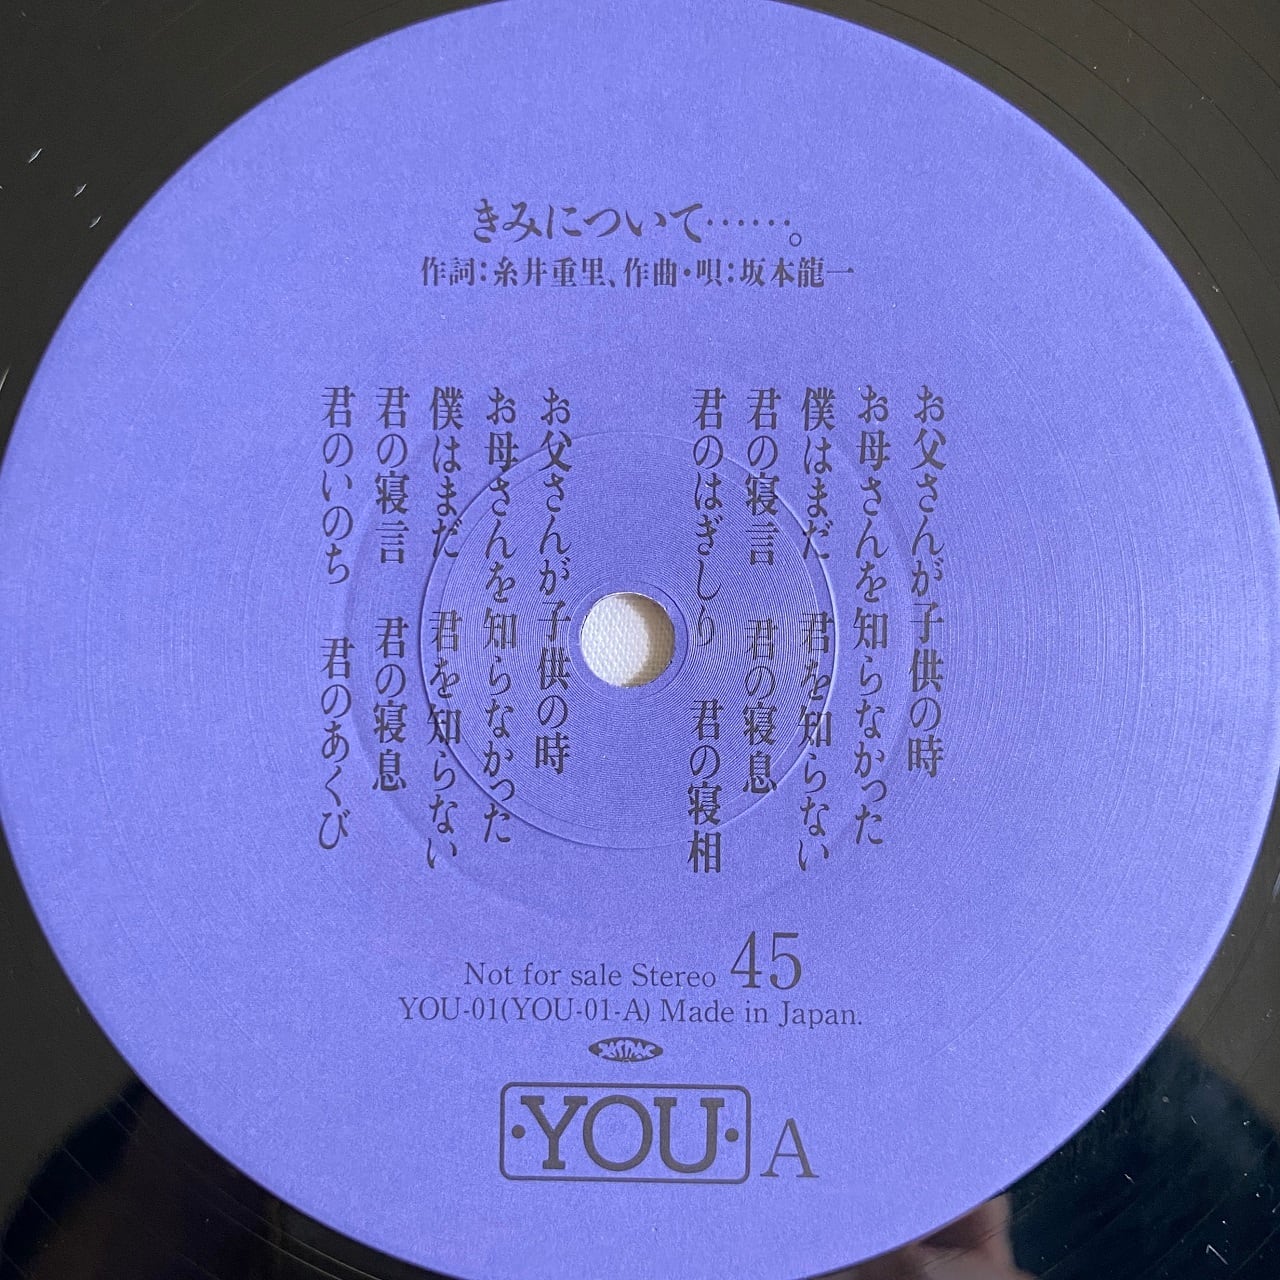 きみについて……。
作詞：糸井重里、作曲・唄：坂本龍一
お父さんが子供の時
お母さんを知らなかった
僕はまだ　君を知らない
君の寝言　君の寝息
君のはぎしり　君の寝相
お父さんが子供の時
お母さんを知らなかった
僕はまだ　君を知らない
君の寝言　君の寝息
君のいのち　君のあくび
Not for sale Stereo 45
YOU-01(YOU-01-A) Made in Japan.
JASRAC
・YOU・ A